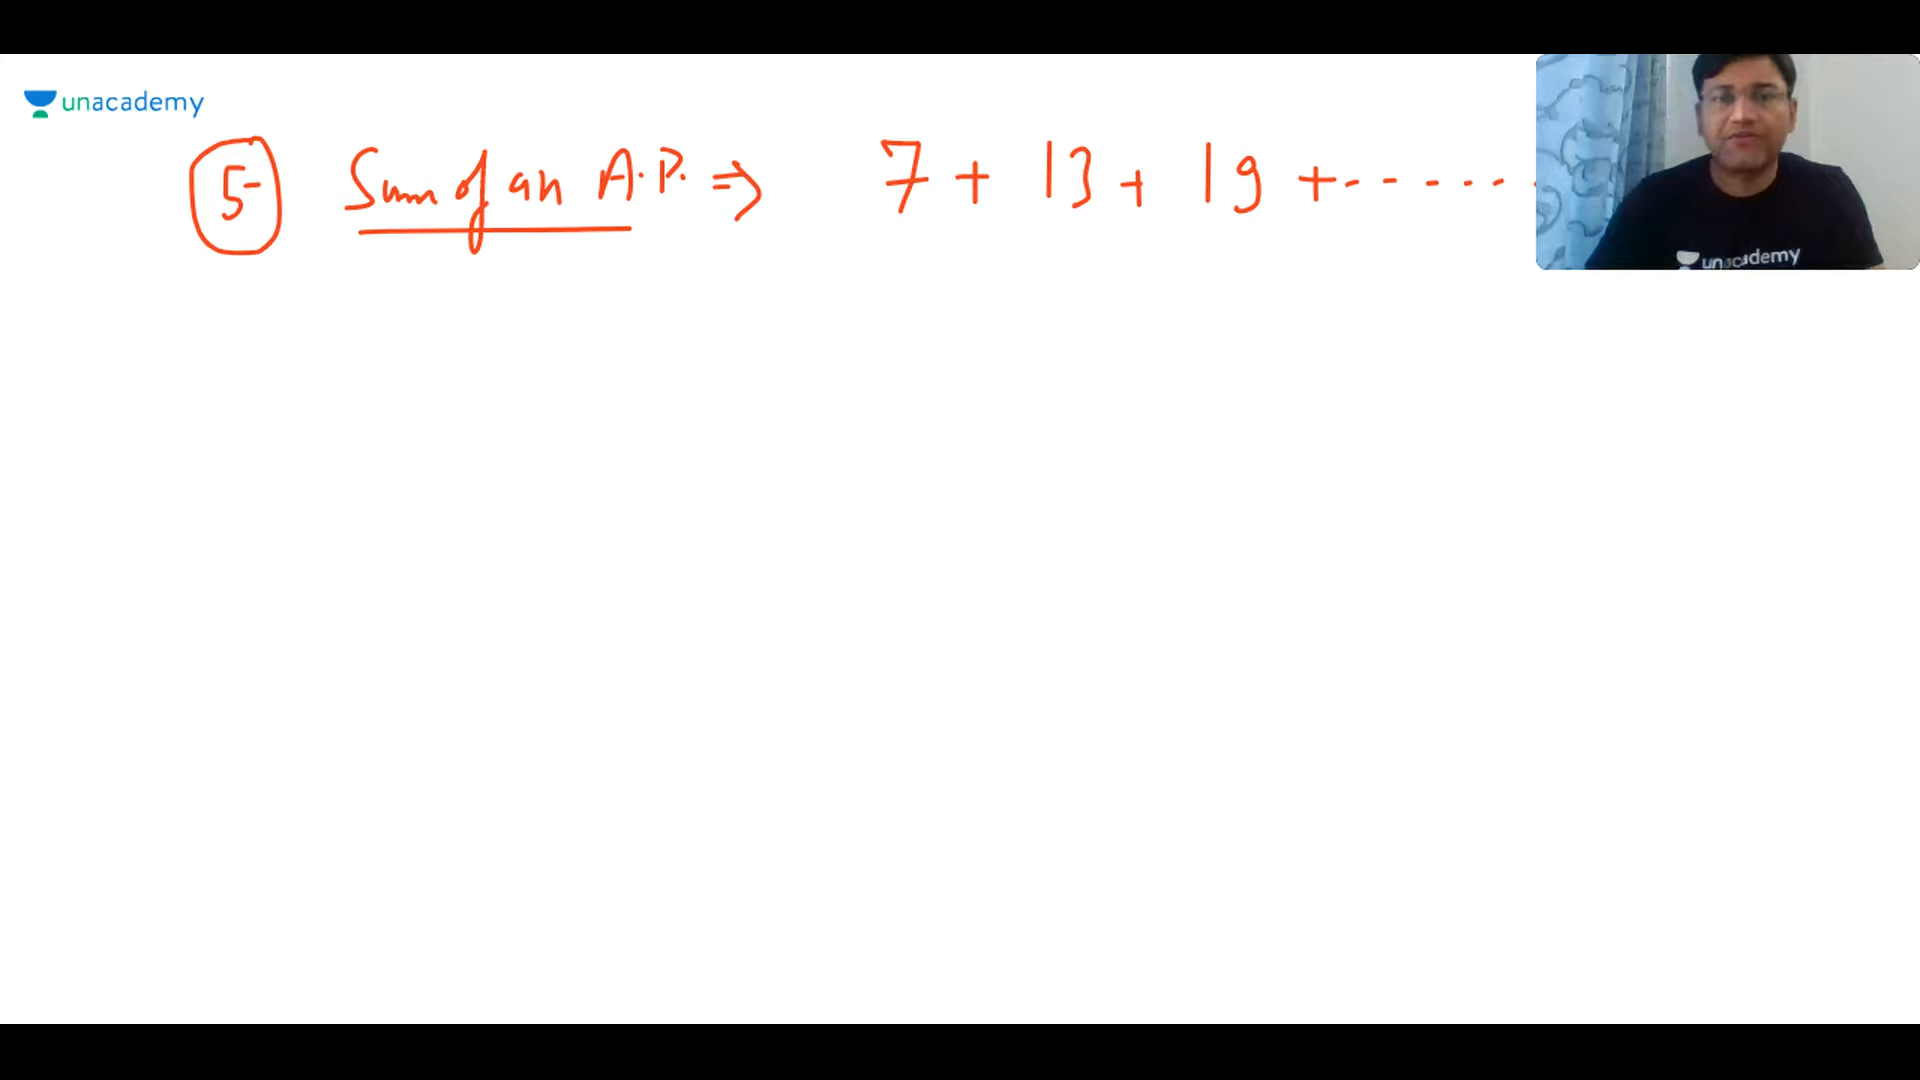 unacademy
5 Sum of an A.P. ⇒ 7 + 13 + 19 + - - - - - -
unacademy